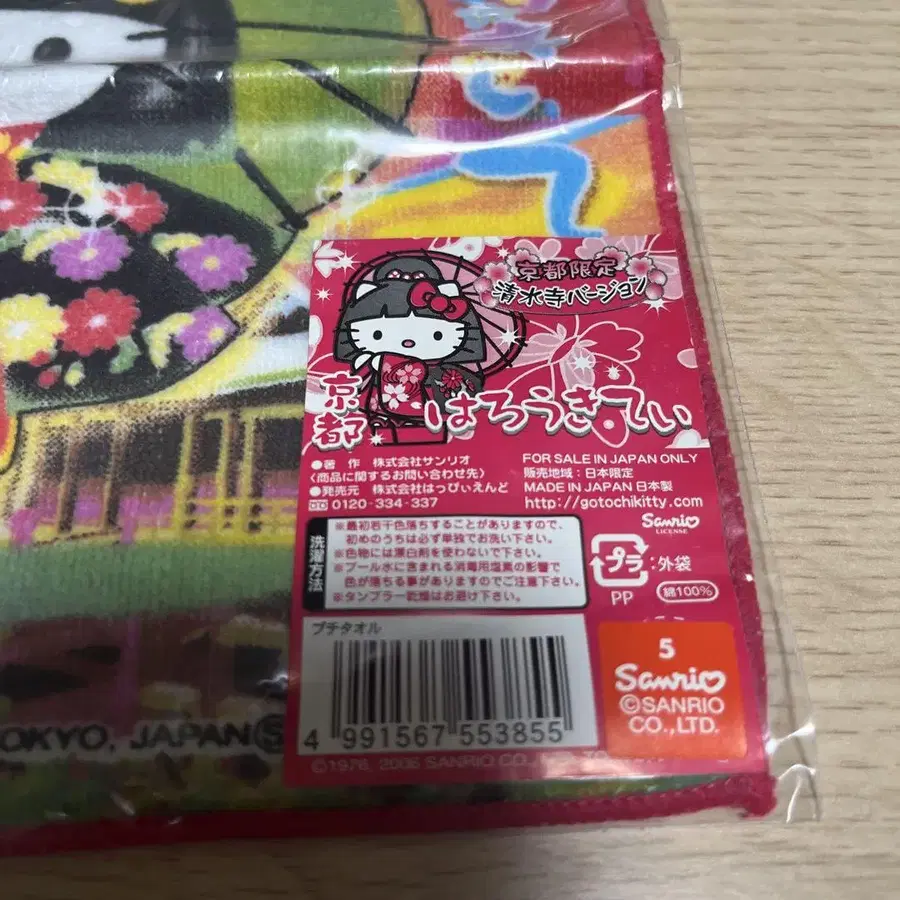 京都限定
清水寺バージョン
京都
はろうきてぃ
●著 作 株式会社サンリオ
〈商品に関するお問い合わせ先〉
●発売元 株式会社はっぴぃえんど
0120-334-337
FOR SALE IN JAPAN ONLY
販売地域：日本限定
MADE IN JAPAN 日本製
http://gotochikitty.com
Sanrio
LICENSE
洗濯方法
※最初若干色落ちすることがありますので、
初めのうちは必ず単独でお洗い下さい。
※色物には漂白剤を使わないで下さい。
※プール水に含まれる消毒用塩素の影響で
色が落ちる事がありますのでご注意下さい。
※タンブラー乾燥はお避け下さい。
プラ
：外袋
PP
綿100%
プチタオル
4 991567 553855
5
Sanrio
©SANRIO
CO.,LTD.
OKYO, JAPAN
©1976, 2006 SANRIO CO.,LTD.